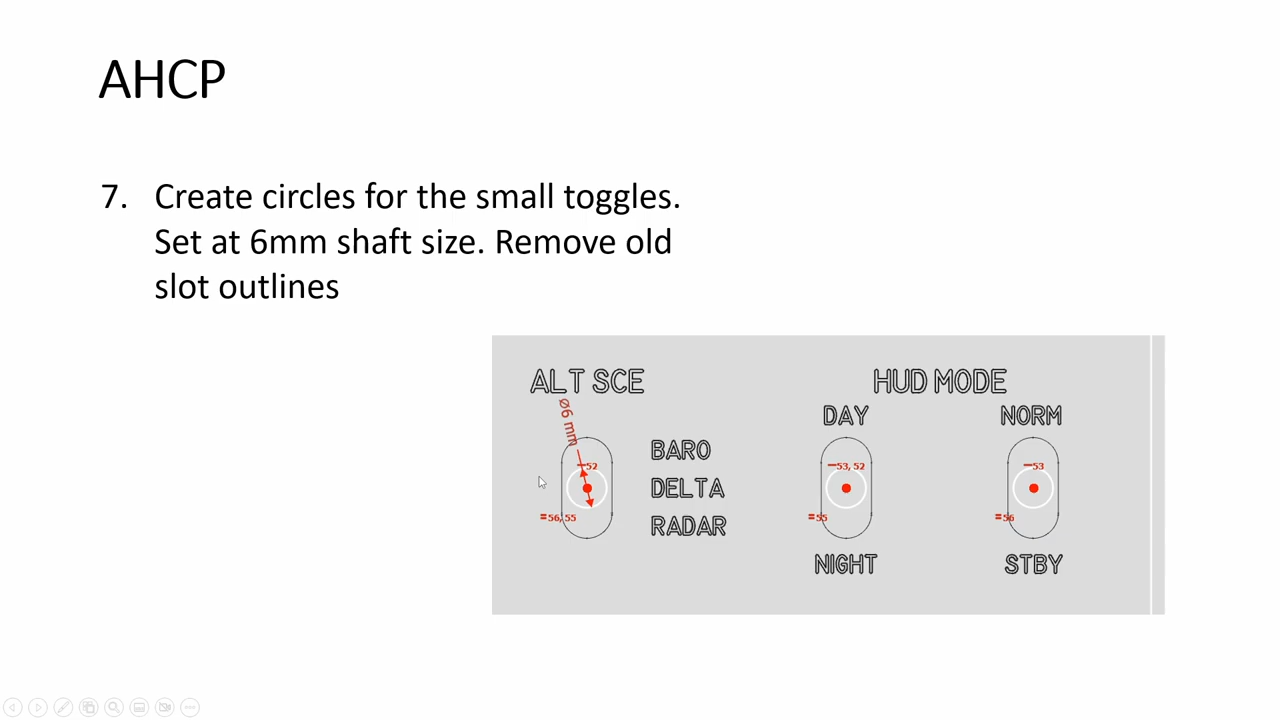 AHCP
7. Create circles for the small toggles.
Set at 6mm shaft size. Remove old
slot outlines
ALT SCE
HUD MODE
⌀6 mm
DAY
NORM
BARO
DELTA
RADAR
−52
−53, 52
−53
=56, 55
=55
=56
NIGHT
STBY